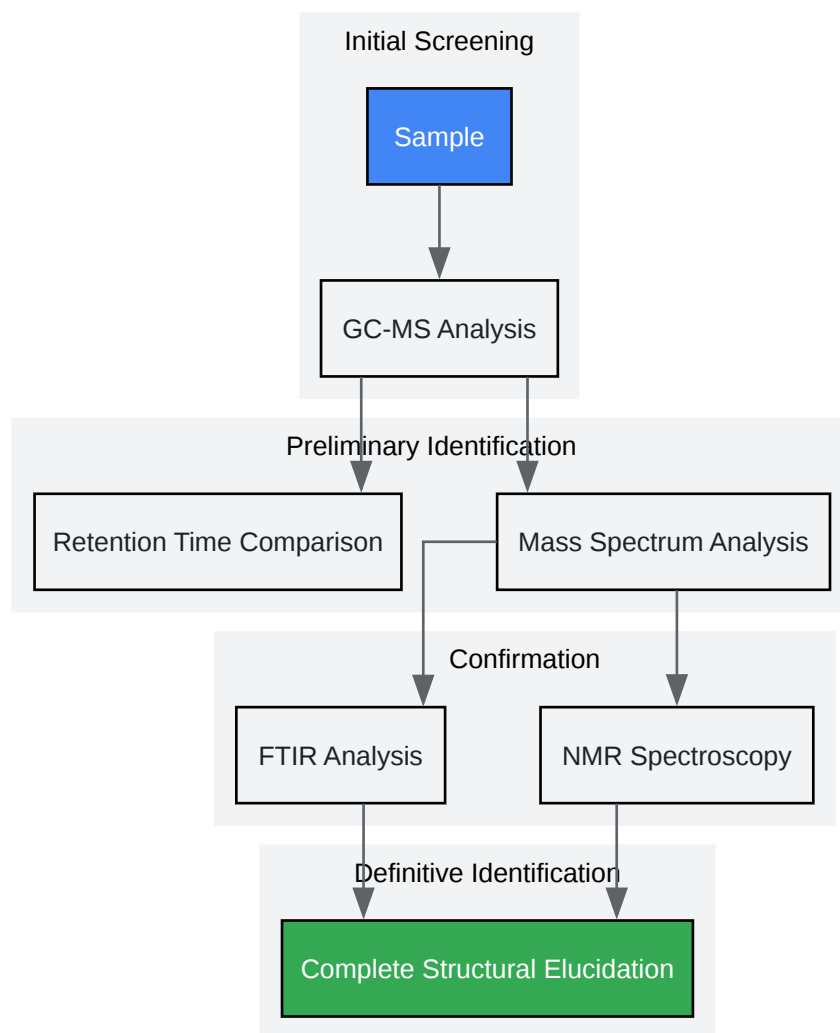 Initial Screening
Sample
GC-MS Analysis
Preliminary Identification
Retention Time Comparison
Mass Spectrum Analysis
Confirmation
FTIR Analysis
NMR Spectroscopy
Definitive Identification
Complete Structural Elucidation